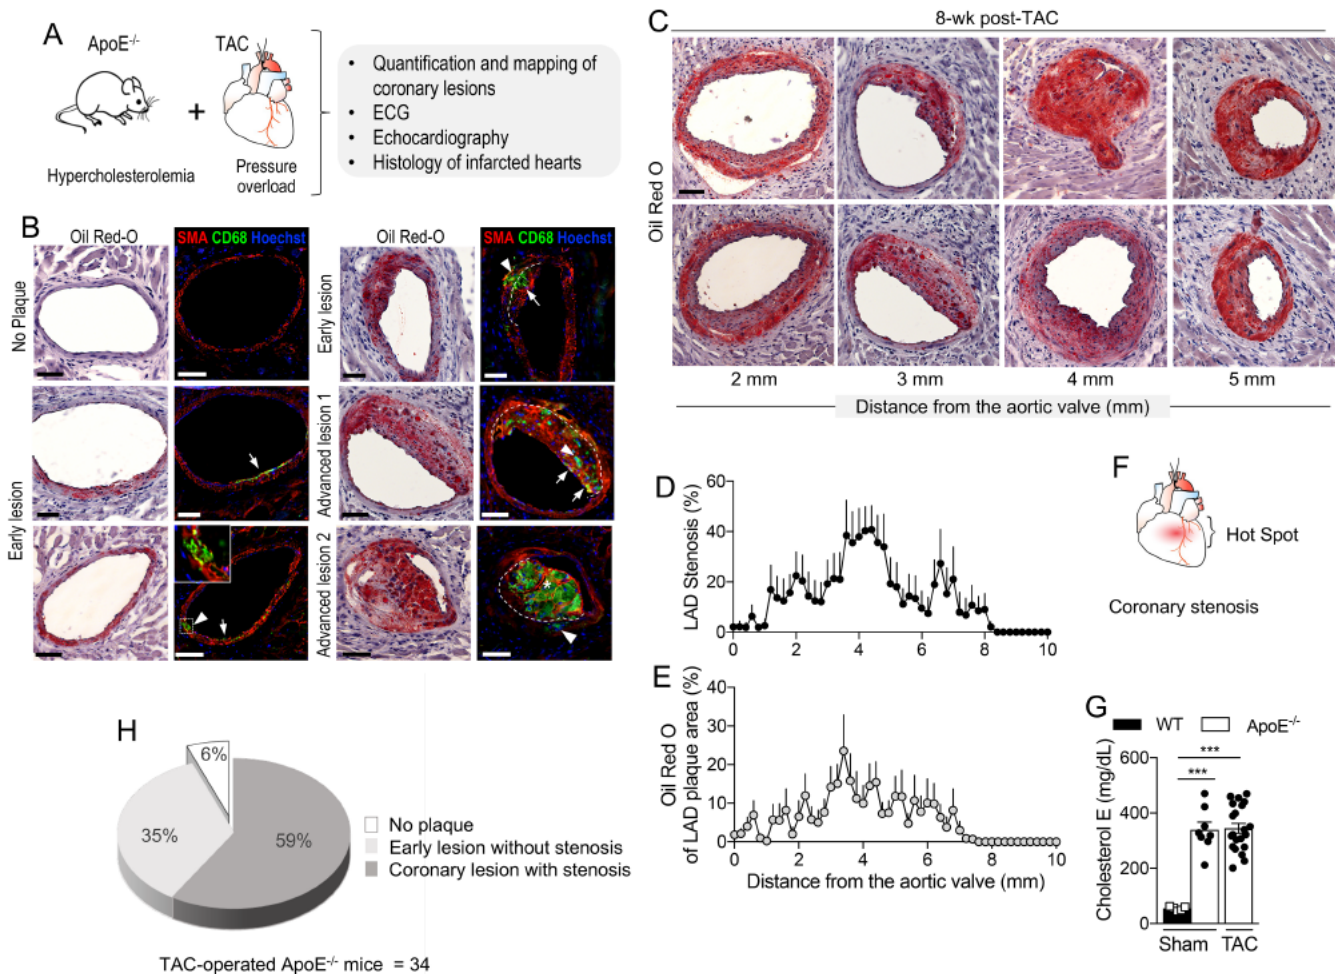 A
ApoE-/-
TAC
+
Hypercholesterolemia
Pressure
overload
• Quantification and mapping of
coronary lesions
• ECG
• Echocardiography
• Histology of infarcted hearts
B
Oil Red-O
SMA CD68 Hoechst
Oil Red-O
SMA CD68 Hoechst
No Plaque
Early lesion
Early lesion
Advanced lesion 1
Advanced lesion 2
*
C
8-wk post-TAC
Oil Red O
2 mm
3 mm
4 mm
5 mm
Distance from the aortic valve (mm)
D
LAD Stenosis (%)
60
40
20
0
0 2 4 6 8 10
E
Oil Red O
of LAD plaque area (%)
40
30
20
10
0
0 2 4 6 8 10
Distance from the aortic valve (mm)
F
Hot Spot
Coronary stenosis
G
WT
ApoE-/-
Cholesterol E (mg/dL)
600
400
200
0
***
***
Sham
TAC
H
6%
35%
59%
No plaque
Early lesion without stenosis
Coronary lesion with stenosis
TAC-operated ApoE-/- mice = 34